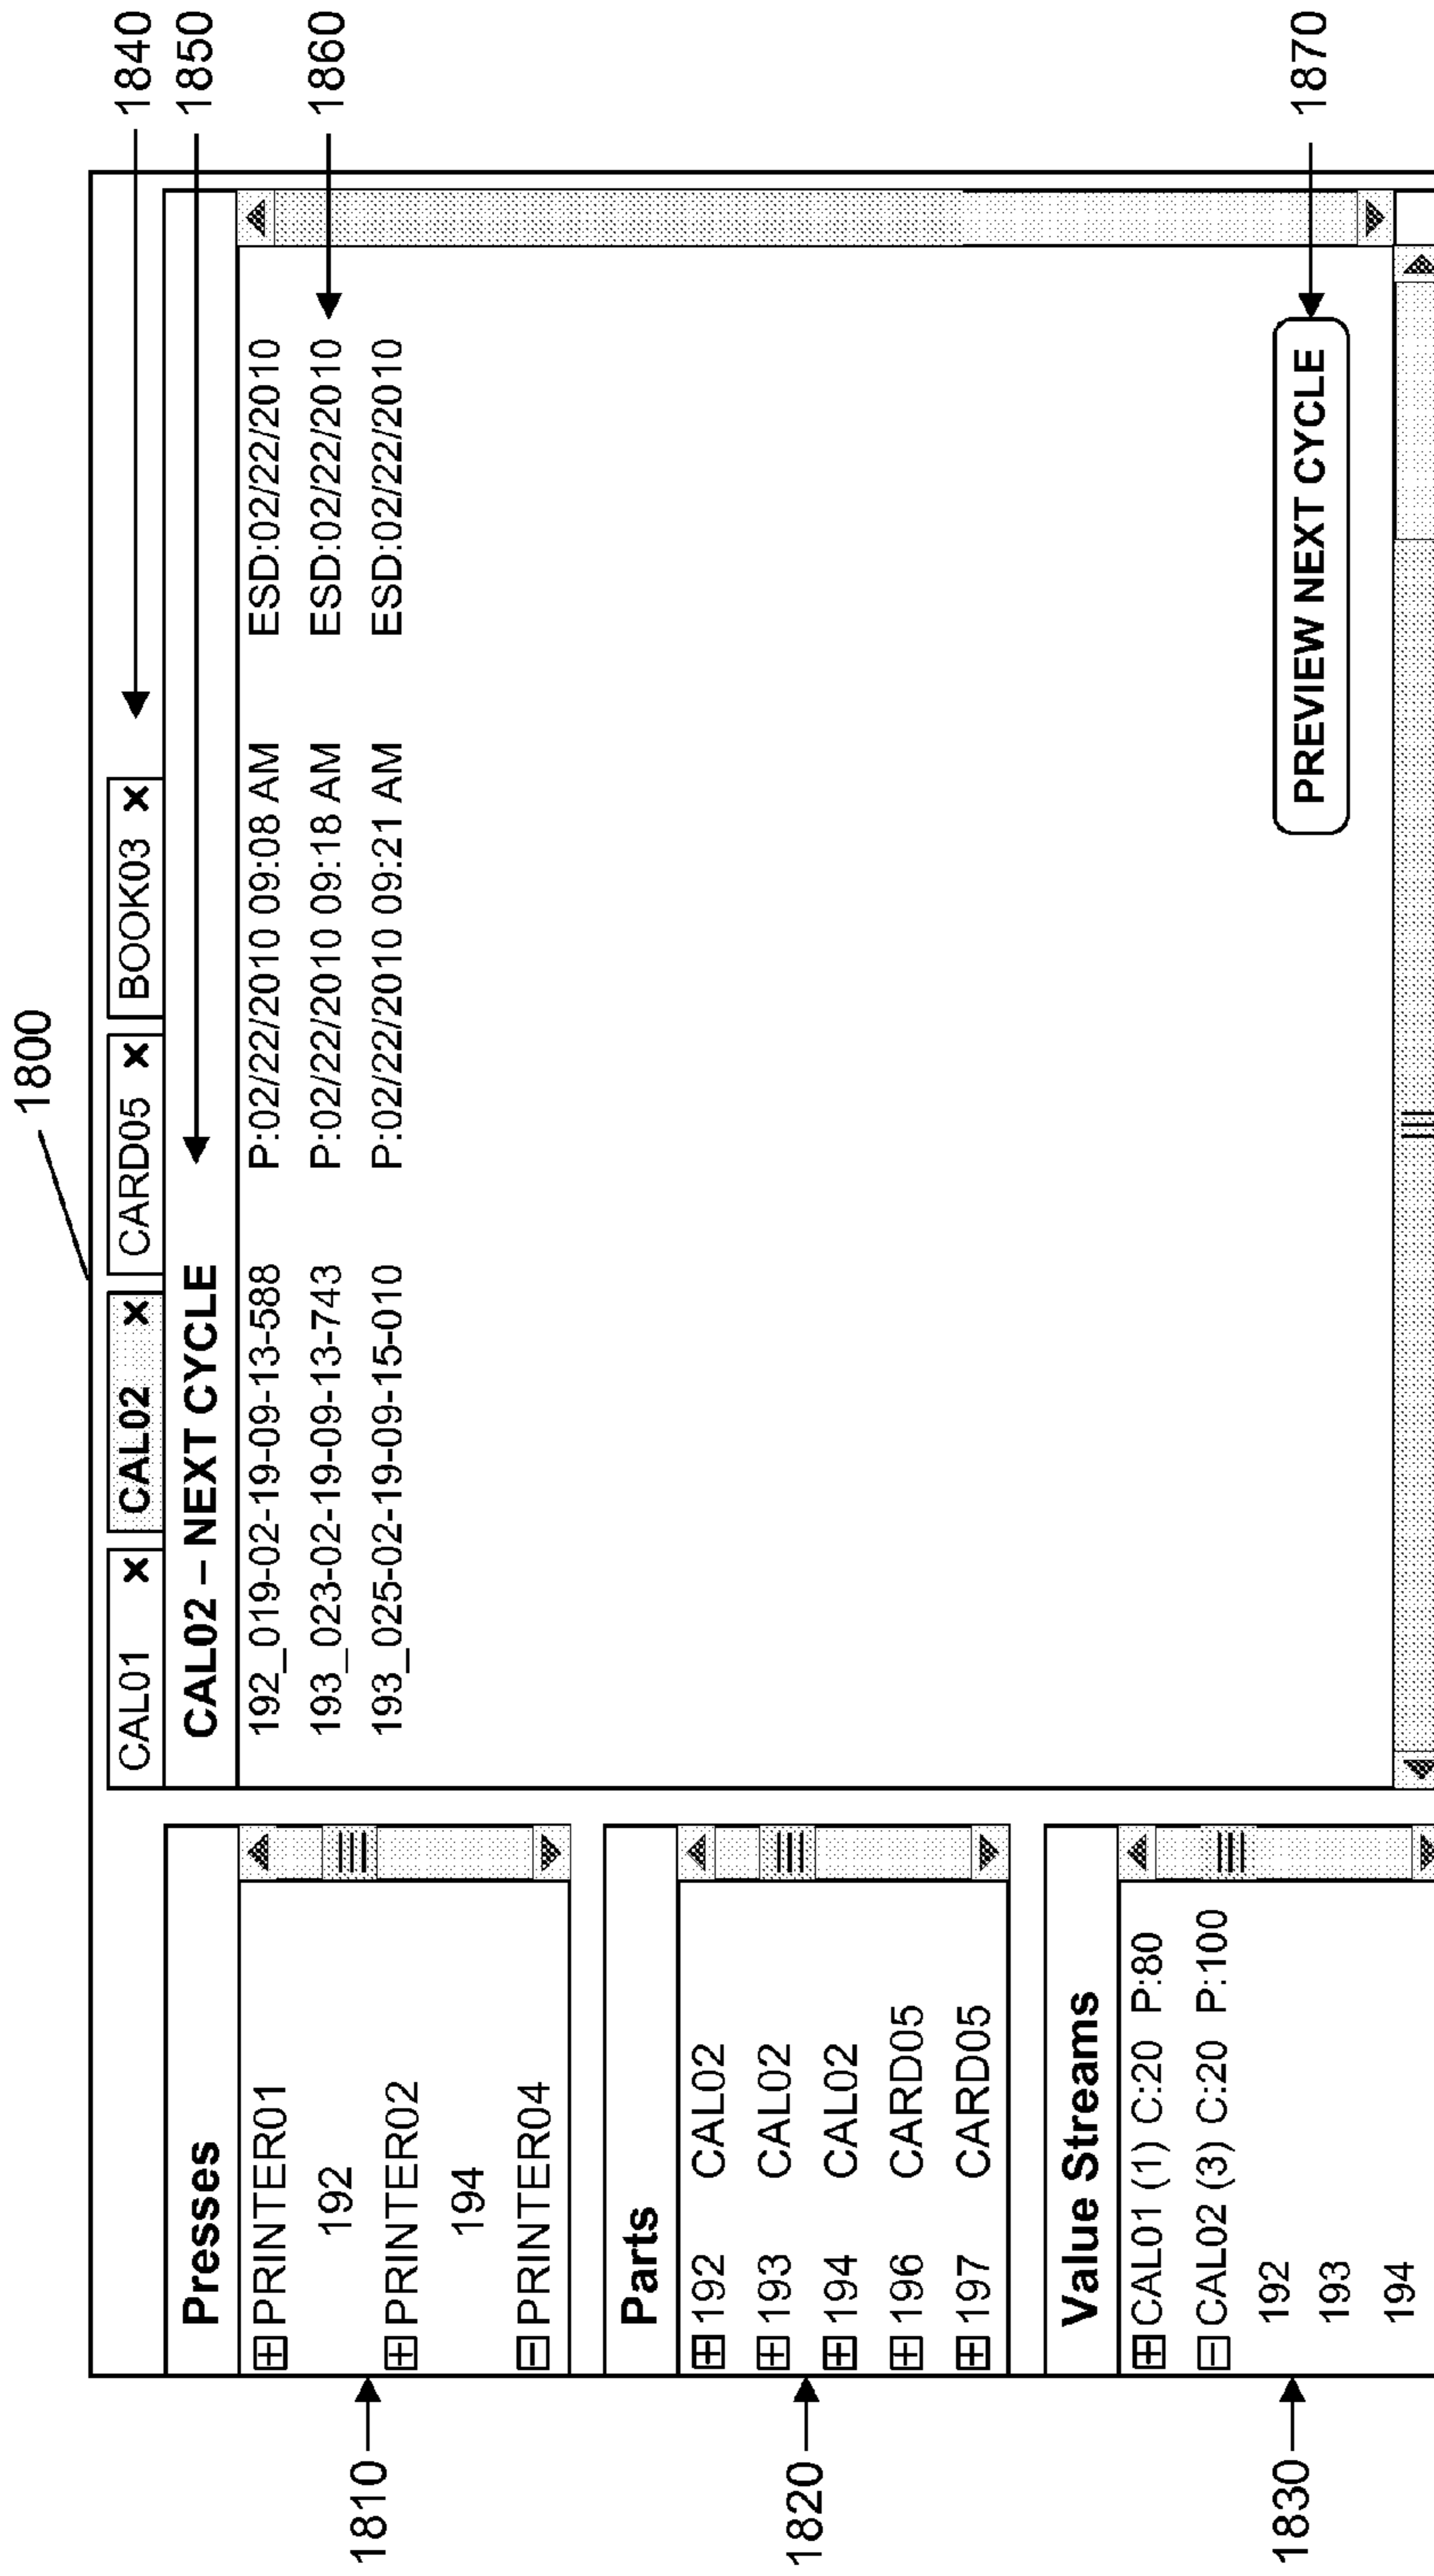 1800
CAL01 X CAL02 X CARD05 X BOOK03 X
1840
CAL02 – NEXT CYCLE
1850
192_019-02-19-09-13-588 P:02/22/2010 09:08 AM ESD:02/22/2010
193_023-02-19-09-13-743 P:02/22/2010 09:18 AM ESD:02/22/2010
1860
193_025-02-19-09-15-010 P:02/22/2010 09:21 AM ESD:02/22/2010
PREVIEW NEXT CYCLE
1870
Presses
PRINTER01
192
1810
PRINTER02
194
PRINTER04
Parts
192 CAL02
193 CAL02
1820
194 CAL02
196 CARD05
197 CARD05
Value Streams
CAL01 (1) C:20 P:80
CAL02 (3) C:20 P:100
192
1830
193
194